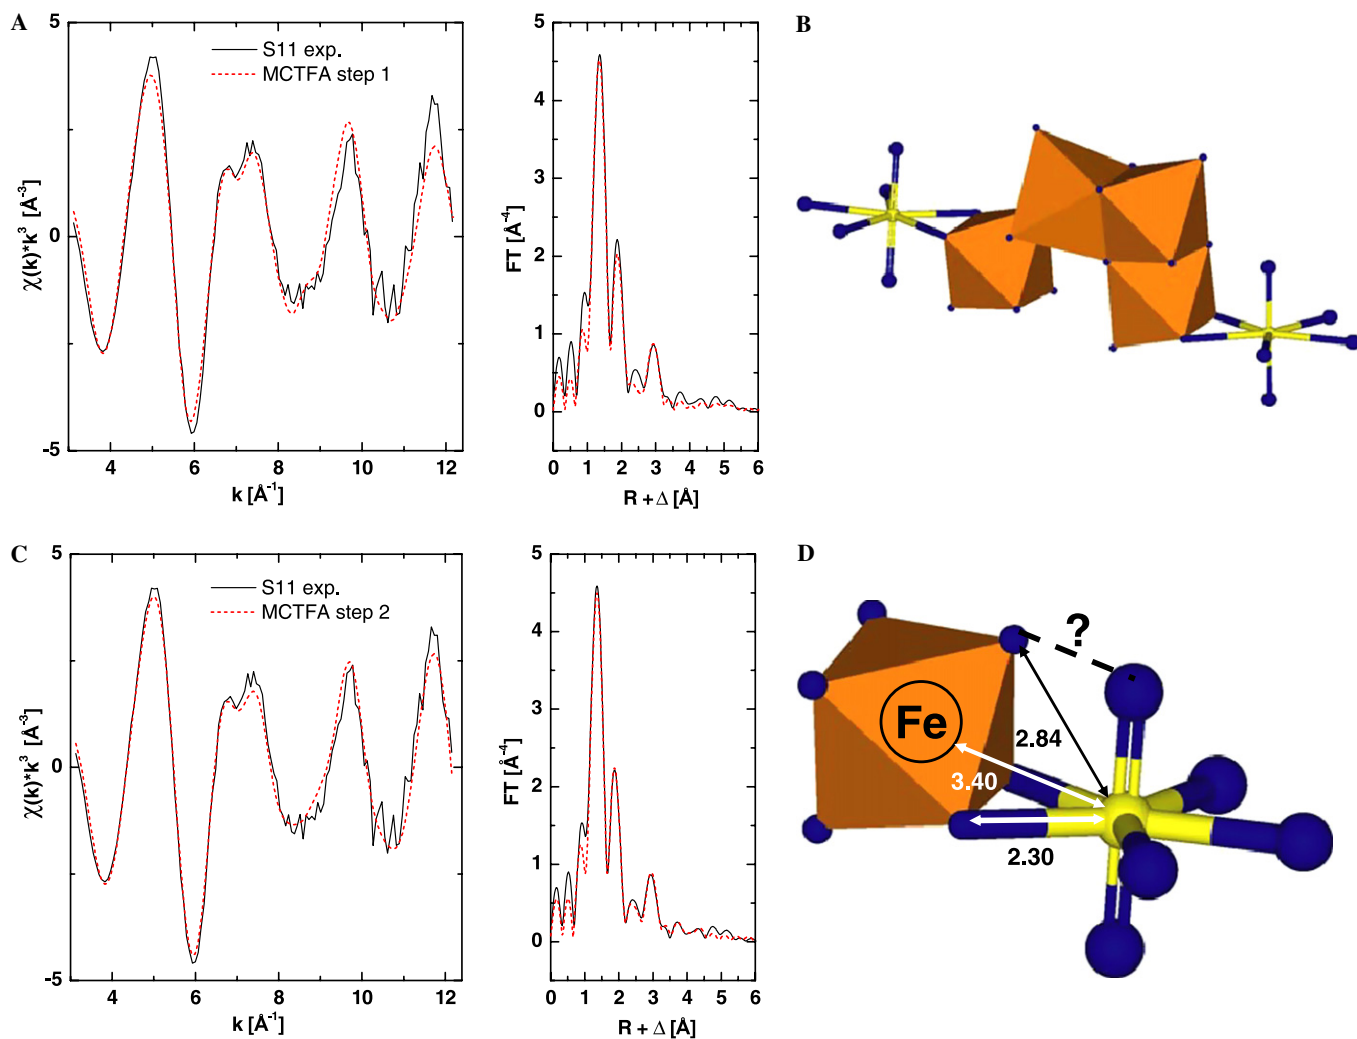 A
5
S11 exp.
MCTFA step 1
0
-5
χ(k)*k³ [Å⁻³]
4 6 8 10 12
k [Å⁻¹]
5
4
3
2
1
0
FT [Å⁻⁴]
0 1 2 3 4 5 6
R + Δ [Å]
B
C
5
S11 exp.
MCTFA step 2
0
-5
χ(k)*k³ [Å⁻³]
4 6 8 10 12
k [Å⁻¹]
5
4
3
2
1
0
FT [Å⁻⁴]
0 1 2 3 4 5 6
R + Δ [Å]
D
?
Fe
2.84
3.40
2.30